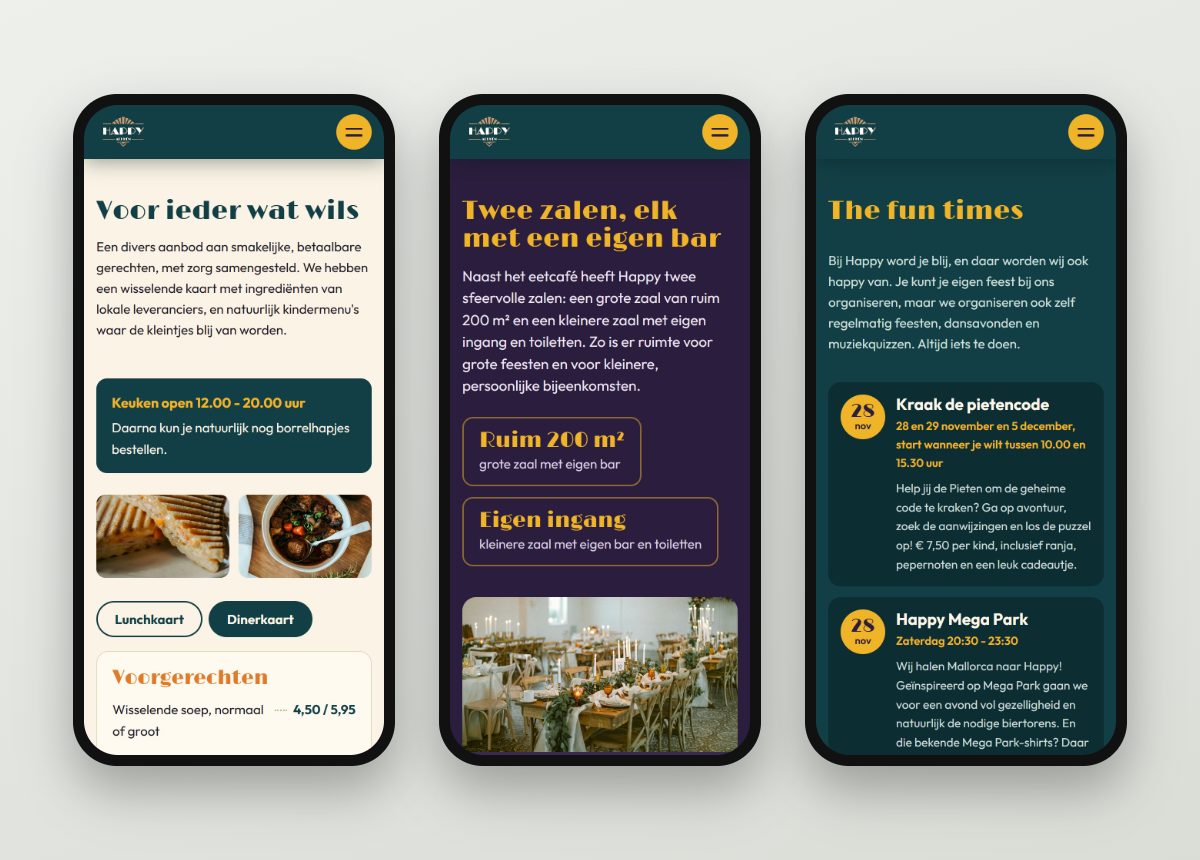 HAPPY
Voor ieder wat wils
Een divers aanbod aan smakelijke, betaalbare
gerechten, met zorg samengesteld. We hebben
een wisselende kaart met ingrediënten van
lokale leveranciers, en natuurlijk kindermenu's
waar de kleintjes blij van worden.
Keuken open 12.00 - 20.00 uur
Daarna kun je natuurlijk nog borrelhapjes
bestellen.
Lunchkaart
Dinerkaart
Voorgerechten
Wisselende soep, normaal ..... 4,50 / 5,95
of groot
HAPPY
Twee zalen, elk
met een eigen bar
Naast het eetcafé heeft Happy twee
sfeervolle zalen: een grote zaal van ruim
200 m² en een kleinere zaal met eigen
ingang en toiletten. Zo is er ruimte voor
grote feesten en voor kleinere,
persoonlijke bijeenkomsten.
Ruim 200 m²
grote zaal met eigen bar
Eigen ingang
kleinere zaal met eigen bar en toiletten
HAPPY
The fun times
Bij Happy word je blij, en daar worden wij ook
happy van. Je kunt je eigen feest bij ons
organiseren, maar we organiseren ook zelf
regelmatig feesten, dansavonden en
muziekquizzen. Altijd iets te doen.
28
nov
Kraak de pietencode
28 en 29 november en 5 december,
start wanneer je wilt tussen 10.00 en
15.30 uur
Help jij de Pieten om de geheime
code te kraken? Ga op avontuur,
zoek de aanwijzingen en los de puzzel
op! € 7,50 per kind, inclusief ranja,
pepernoten en een leuk cadeautje.
28
nov
Happy Mega Park
Zaterdag 20:30 - 23:30
Wij halen Mallorca naar Happy!
Geïnspireerd op Mega Park gaan we
voor een avond vol gezelligheid en
natuurlijk de nodige biertorens. En
die bekende Mega Park-shirts? Daar